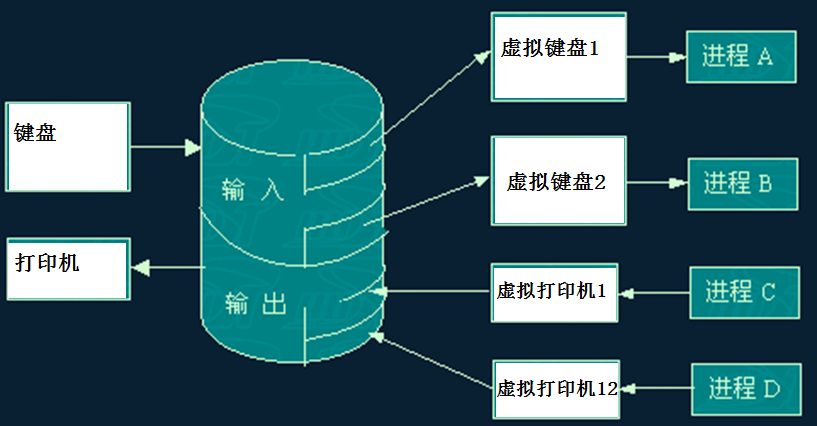 虚拟键盘1
进程 A
键盘
输 入
虚拟键盘2
进程 B
打印机
输 出
虚拟打印机1
进程 C
虚拟打印机12
进程 D